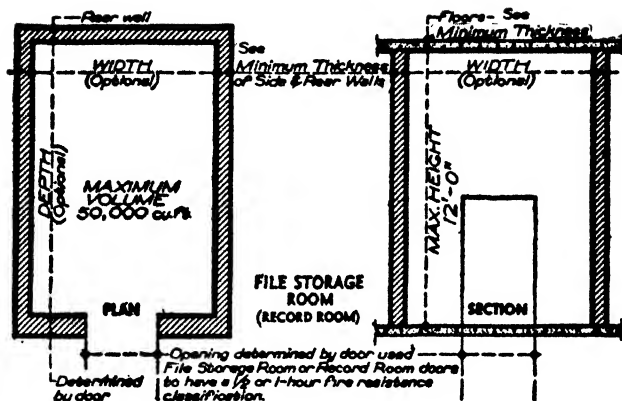 Rear wall
WIDTH
(Optional)
DEPTH
(Optional)
MAXIMUM
VOLUME
50,000 cu.ft.
PLAN
Determined
by door
See
Minimum Thickness
of Side & Rear Walls
FILE STORAGE
ROOM
(RECORD ROOM)
Opening determined by door used
File Storage Room or Record Room doors
to have a 1/2 or 1-hour fire resistance
classification.
Floors - See
Minimum Thickness
WIDTH
(Optional)
MAX. HEIGHT
12'-0"
SECTION